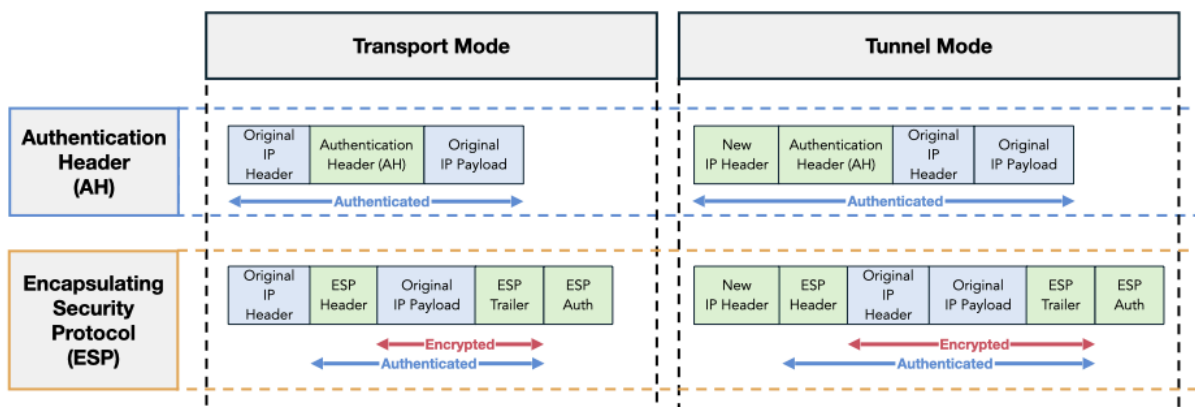 Transport Mode
Tunnel Mode
Authentication
Header
(AH)
Original
IP
Header
Authentication
Header (AH)
Original
IP Payload
Authenticated
New
IP Header
Authentication
Header (AH)
Original
IP
Header
Original
IP Payload
Authenticated
Encapsulating
Security
Protocol
(ESP)
Original
IP
Header
ESP
Header
Original
IP Payload
ESP
Trailer
ESP
Auth
Encrypted
Authenticated
New
IP Header
ESP
Header
Original
IP
Header
Original
IP Payload
ESP
Trailer
ESP
Auth
Encrypted
Authenticated